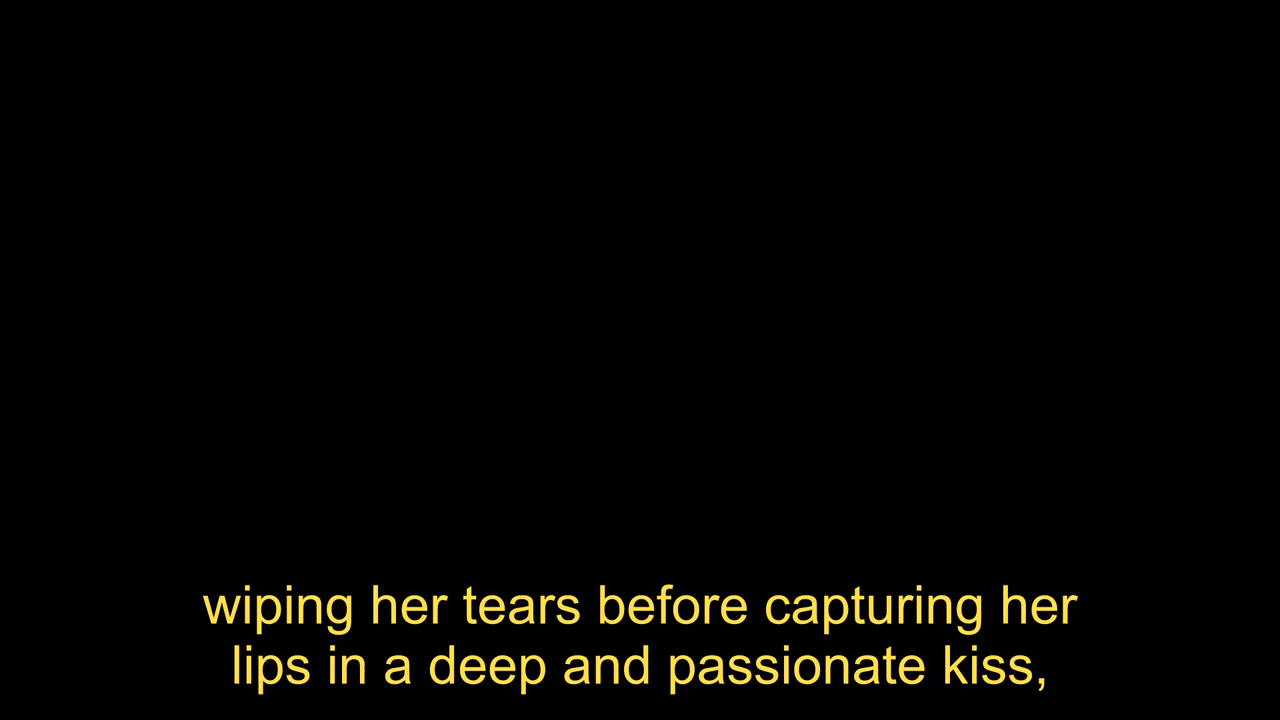 wiping her tears before capturing her
lips in a deep and passionate kiss,